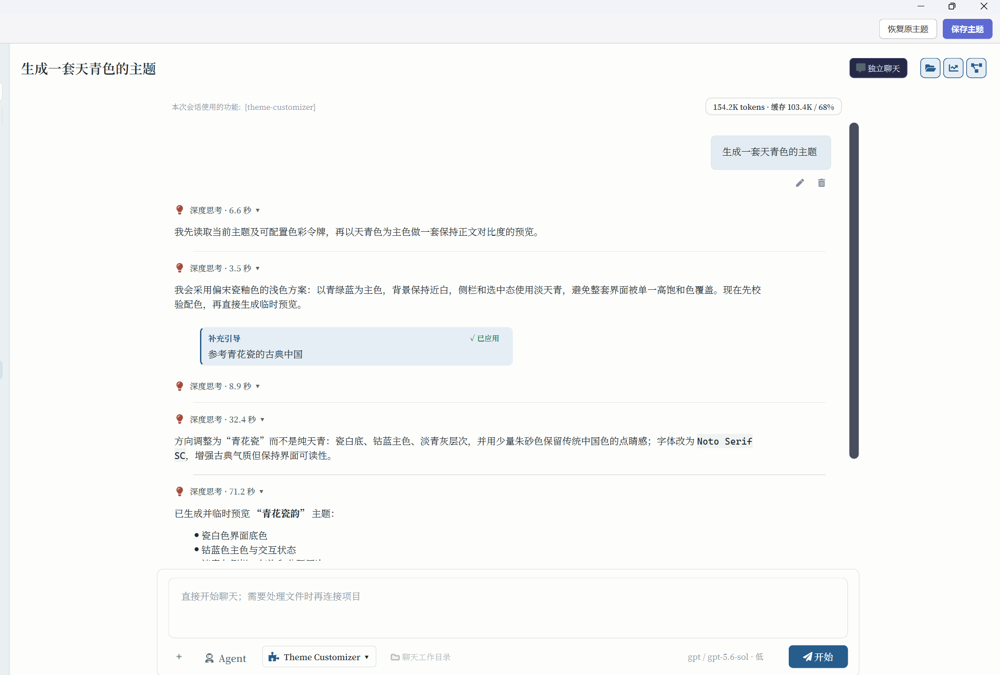 恢复原主题
保存主题
生成一套天青色的主题
独立聊天
本次会话使用的功能：[theme-customizer]
154.2K tokens · 缓存 103.4K / 68%
生成一套天青色的主题
深度思考 · 6.6 秒 ▼
我先读取当前主题及可配置色彩令牌，再以天青色为主色做一套保持正文对比度的预览。
深度思考 · 3.5 秒 ▼
我会采用偏宋瓷釉色的浅色方案：以青绿蓝为主色，背景保持近白，侧栏和选中态使用淡天青，避免整套界面被单一高饱和色覆盖。现在先校
验配色，再直接生成临时预览。
补充引导
✓ 已应用
参考青花瓷的古典中国
深度思考 · 8.9 秒 ▼
深度思考 · 32.4 秒 ▼
方向调整为“青花瓷”而不是纯天青：瓷白底、钴蓝主色、淡青灰层次，并用少量朱砂色保留传统中国色的点睛感；字体改为 Noto Serif
SC，增强古典气质但保持界面可读性。
深度思考 · 71.2 秒 ▼
已生成并临时预览 “青花瓷韵” 主题：
• 瓷白色界面底色
• 钴蓝色主色与交互状态
直接开始聊天；需要处理文件时再连接项目
+
Agent
Theme Customizer ▼
聊天工作目录
gpt / gpt-5.6-sol · 低
开始